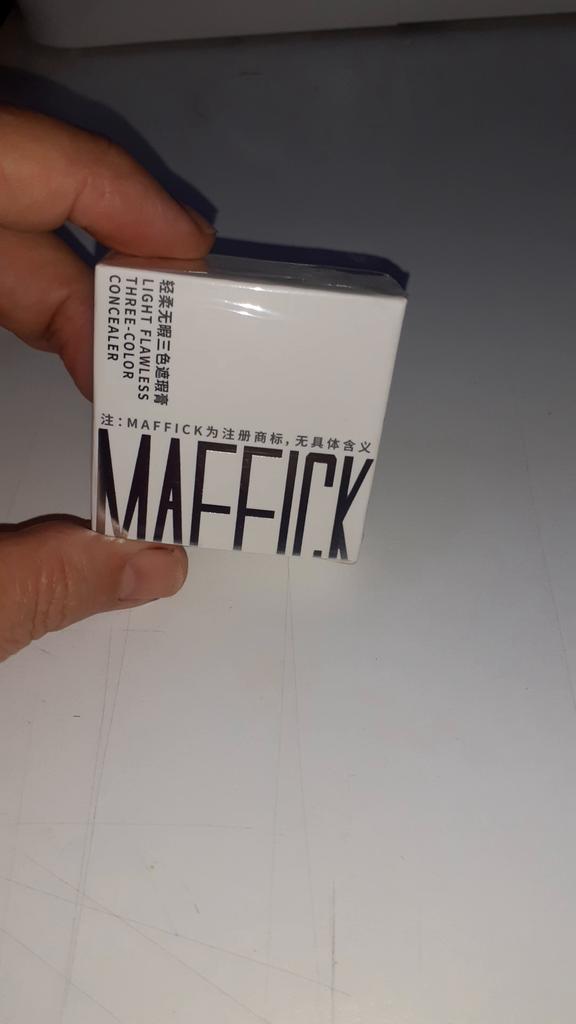 轻柔无暇三色遮瑕膏
LIGHT FLAWLESS
THREE-COLOR
CONCEALER
注：MAFFICK为注册商标，无具体含义
MAFFICK